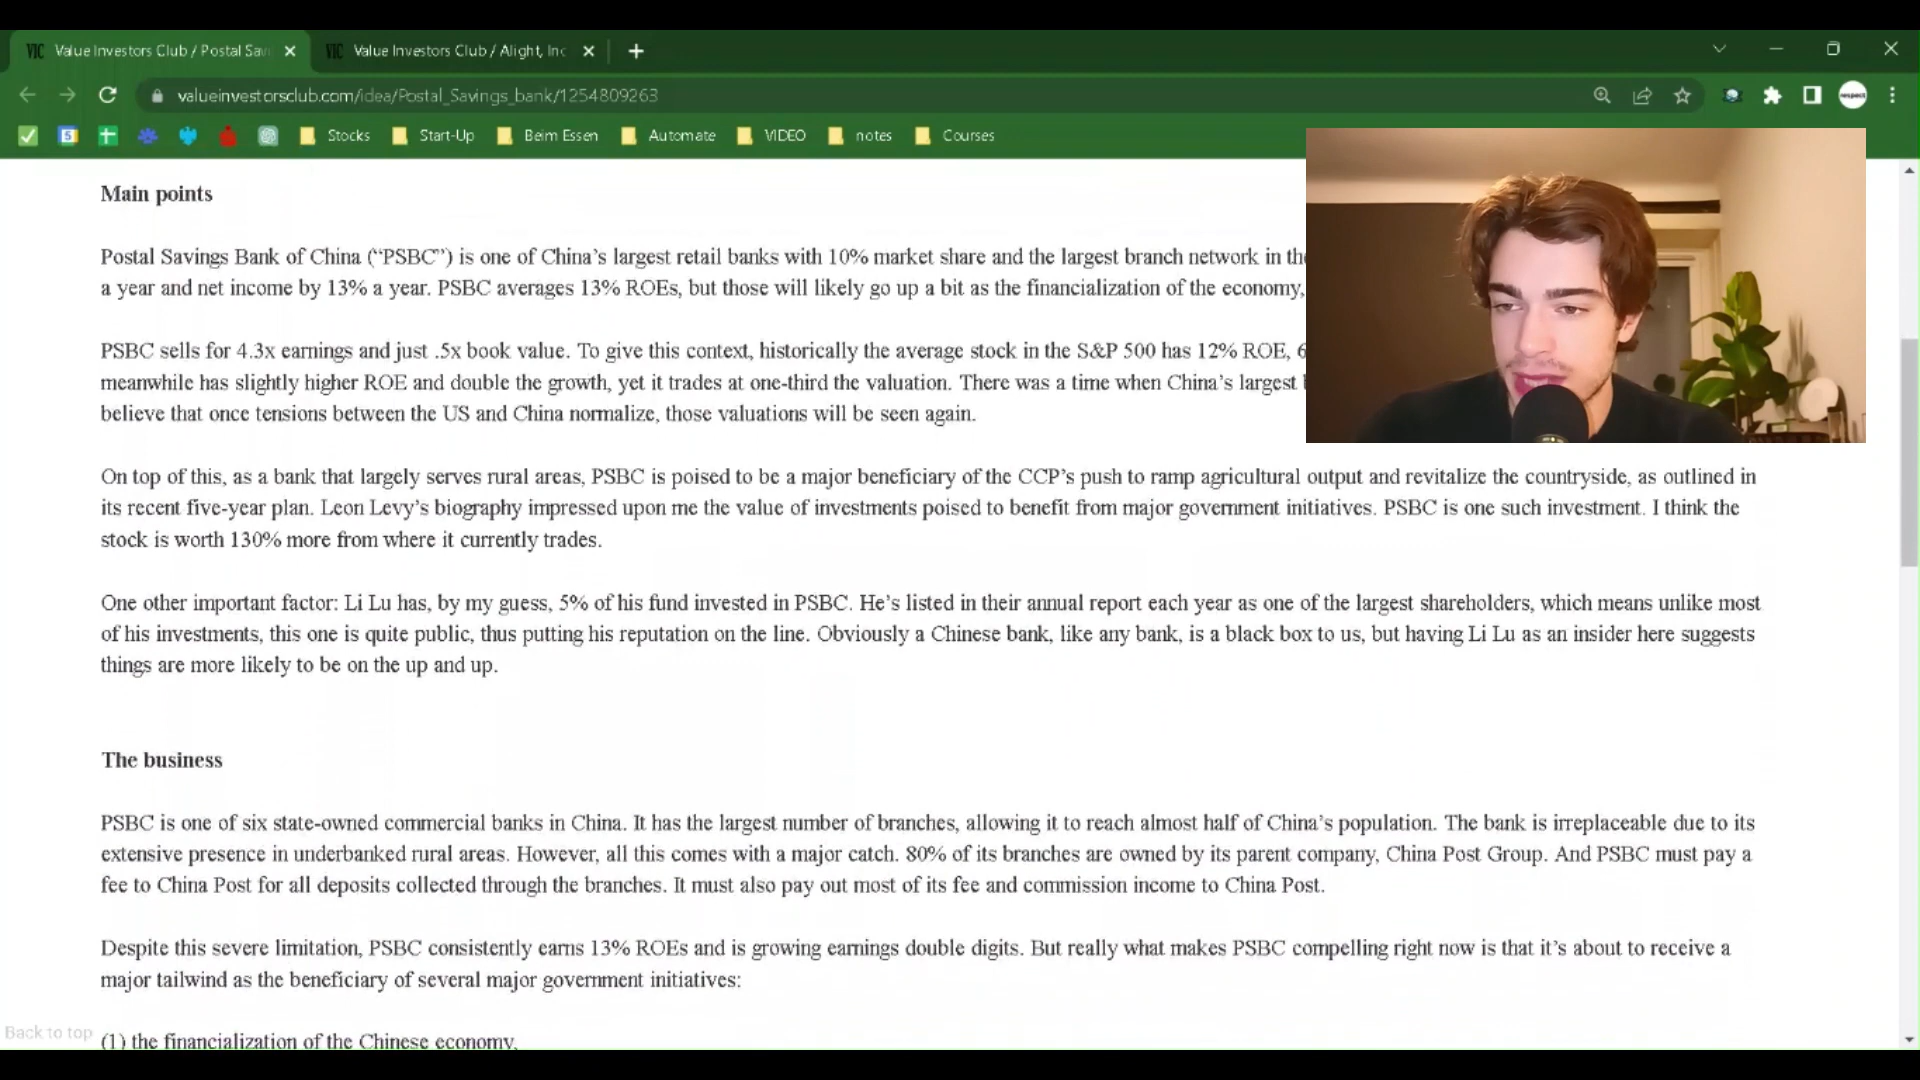 VIC Value Investors Club / Postal Sav
VIC Value Investors Club / Alight, Inc
valueinvestorsclub.com/idea/Postal_Savings_bank/1254809263
respect
5 Stocks Start-Up Beim Essen Automate VIDEO notes Courses
Main points
Postal Savings Bank of China (“PSBC”) is one of China’s largest retail banks with 10% market share and the largest branch network in the
a year and net income by 13% a year. PSBC averages 13% ROEs, but those will likely go up a bit as the financialization of the economy,
PSBC sells for 4.3x earnings and just .5x book value. To give this context, historically the average stock in the S&P 500 has 12% ROE, 6
meanwhile has slightly higher ROE and double the growth, yet it trades at one-third the valuation. There was a time when China’s largest
believe that once tensions between the US and China normalize, those valuations will be seen again.
On top of this, as a bank that largely serves rural areas, PSBC is poised to be a major beneficiary of the CCP’s push to ramp agricultural output and revitalize the countryside, as outlined in
its recent five-year plan. Leon Levy’s biography impressed upon me the value of investments poised to benefit from major government initiatives. PSBC is one such investment. I think the
stock is worth 130% more from where it currently trades.
One other important factor: Li Lu has, by my guess, 5% of his fund invested in PSBC. He’s listed in their annual report each year as one of the largest shareholders, which means unlike most
of his investments, this one is quite public, thus putting his reputation on the line. Obviously a Chinese bank, like any bank, is a black box to us, but having Li Lu as an insider here suggests
things are more likely to be on the up and up.
The business
PSBC is one of six state-owned commercial banks in China. It has the largest number of branches, allowing it to reach almost half of China’s population. The bank is irreplaceable due to its
extensive presence in underbanked rural areas. However, all this comes with a major catch. 80% of its branches are owned by its parent company, China Post Group. And PSBC must pay a
fee to China Post for all deposits collected through the branches. It must also pay out most of its fee and commission income to China Post.
Despite this severe limitation, PSBC consistently earns 13% ROEs and is growing earnings double digits. But really what makes PSBC compelling right now is that it’s about to receive a
major tailwind as the beneficiary of several major government initiatives:
Back to top
(1) the financialization of the Chinese economy,